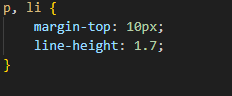 p, li {
    margin-top: 10px;
    line-height: 1.7;
}